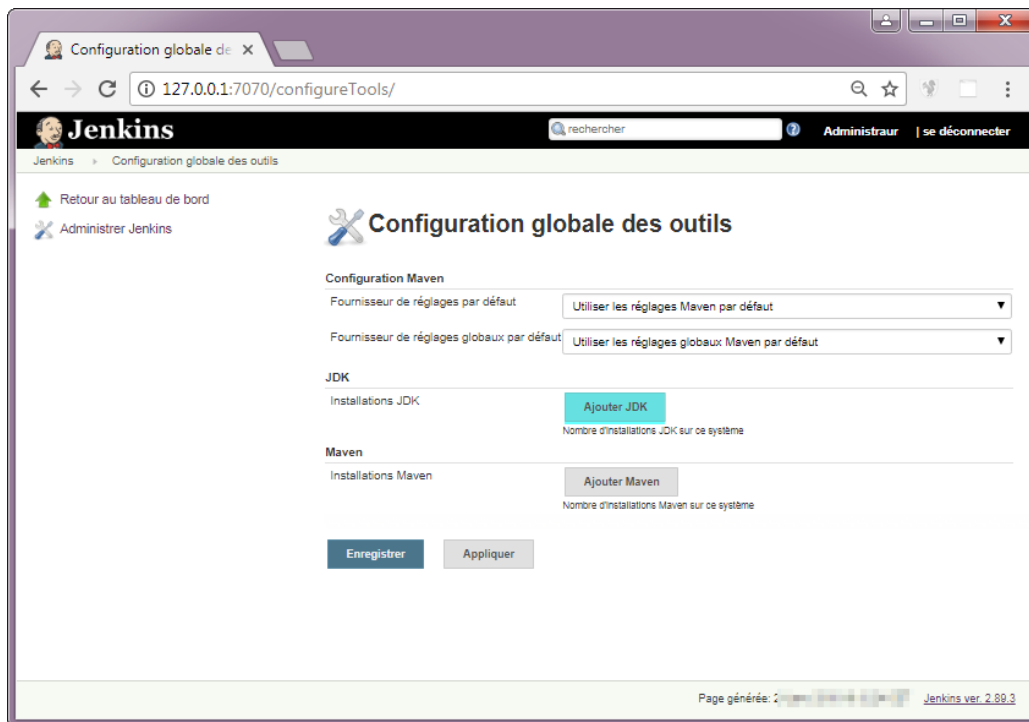 Configuration globale de
127.0.0.1:7070/configureTools/
Jenkins
rechercher
Administraur
| se déconnecter
Jenkins
Configuration globale des outils
Retour au tableau de bord
Administrer Jenkins
Configuration globale des outils
Configuration Maven
Fournisseur de réglages par défaut
Utiliser les réglages Maven par défaut
Fournisseur de réglages globaux par défaut
Utiliser les réglages globaux Maven par défaut
JDK
Installations JDK
Ajouter JDK
Nombre d'installations JDK sur ce système
Maven
Installations Maven
Ajouter Maven
Nombre d'installations Maven sur ce système
Enregistrer
Appliquer
Page générée: 2
Jenkins ver. 2.89.3